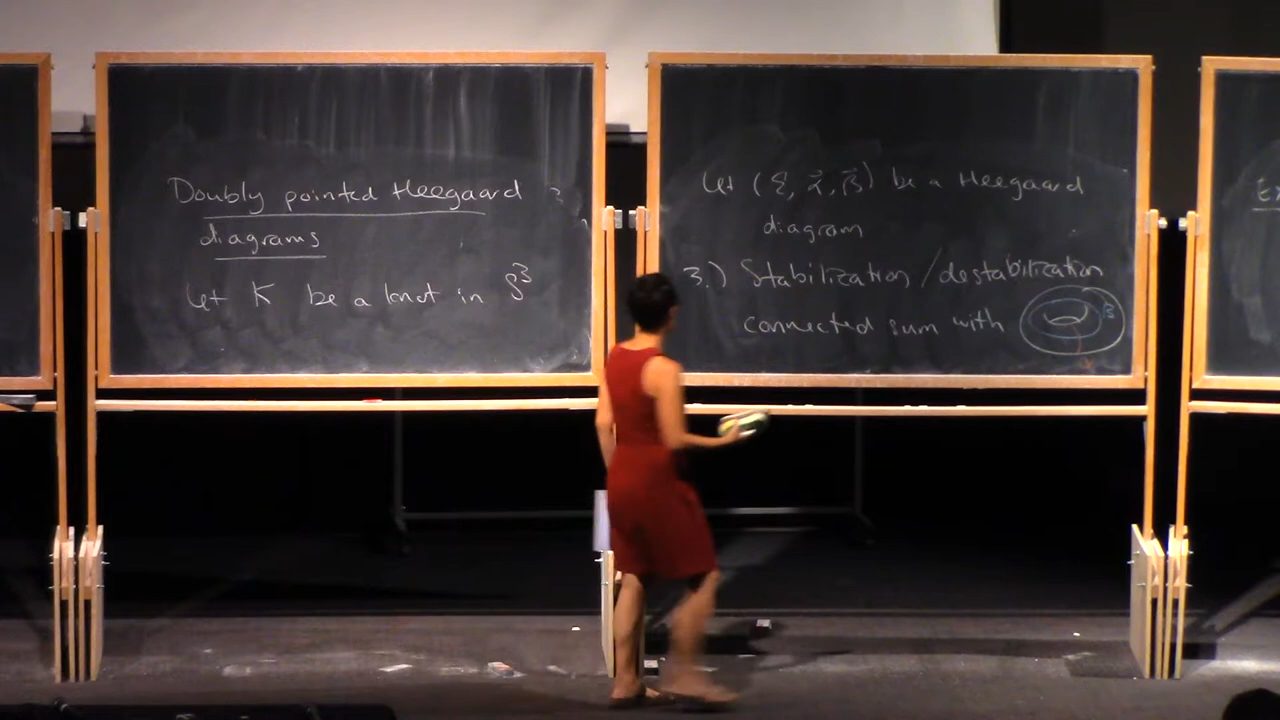 Doubly pointed Heegaard
diagrams
Let K be a knot in S³
Let (Σ, α⃗, β⃗) be a Heegaard
diagram
3.) Stabilization/destabilization
connected sum with
β
α